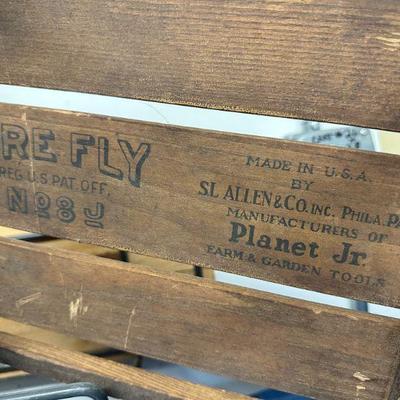 RE FLY
REG. U.S. PAT. OFF.
No 8 J
MADE IN U.S.A.
BY
S.L. ALLEN & CO. INC. PHILA. PA.
MANUFACTURERS OF
Planet Jr.
FARM & GARDEN TOOLS